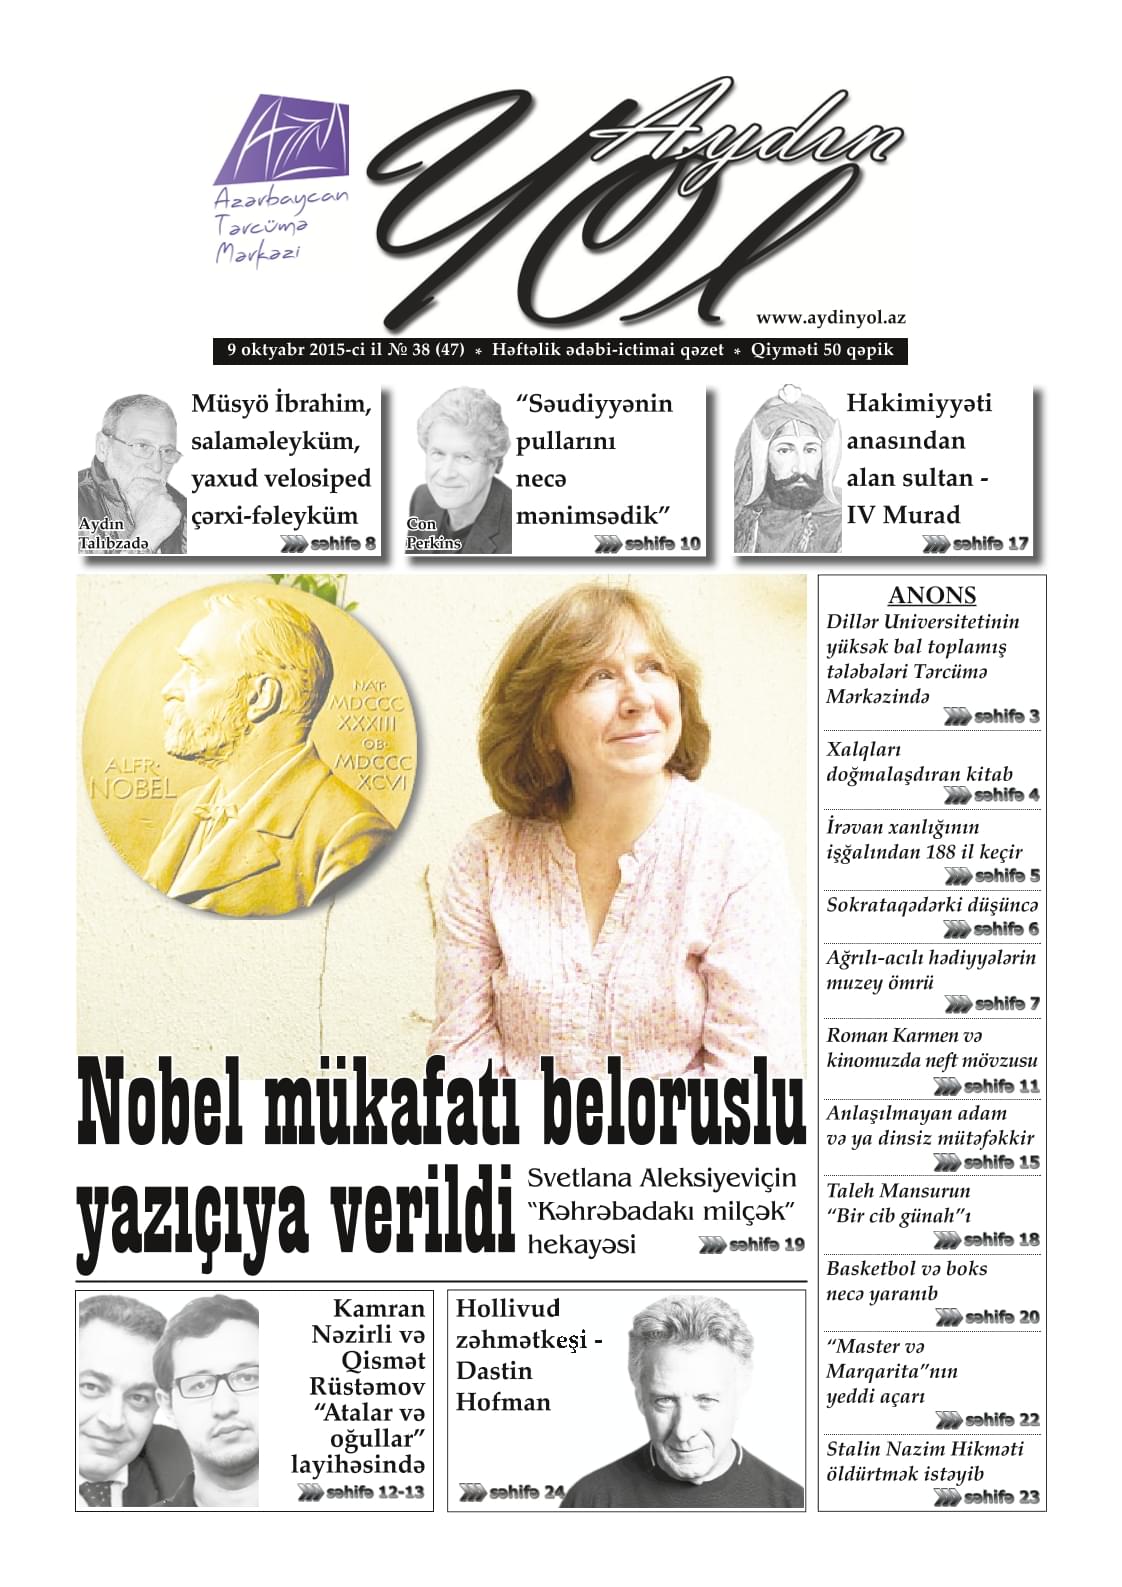 AzTM
Azərbaycan
Tərcümə
Mərkəzi
Aydın
Yol
www.aydinyol.az
9 oktyabr 2015-ci il № 38 (47) * Həftəlik ədəbi-ictimai qəzet * Qiyməti 50 qəpik
Müsyö İbrahim,
salaməleyküm,
yaxud velosiped
çərxi-fəleyküm
Aydın
Talıbzadə
səhifə 8
“Səudiyyənin
pullarını
necə
mənimsədik”
Con
Perkins
səhifə 10
Hakimiyyəti
anasından
alan sultan -
IV Murad
səhifə 17
ALFR·
NOBEL
NAT·
MDCCC
XXXIII
OB·
MDCCC
XCVI
Nobel mükafatı beloruslu
yazıçıya verildi
Svetlana Aleksiyeviçin
“Kəhrəbadakı milçək”
hekayəsi
səhifə 19
Kamran
Nəzirli və
Qismət
Rüstəmov
“Atalar və
oğullar”
layihəsində
səhifə 12-13
Hollivud
zəhmətkeşi -
Dastin
Hofman
səhifə 24
ANONS
Dillər Universitetinin
yüksək bal toplamış
tələbələri Tərcümə
Mərkəzində
səhifə 3
Xalqları
doğmalaşdıran kitab
səhifə 4
İrəvan xanlığının
işğalından 188 il keçir
səhifə 5
Sokrataqədərki düşüncə
səhifə 6
Ağrılı-acılı hədiyyələrin
muzey ömrü
səhifə 7
Roman Karmen və
kinomuzda neft mövzusu
səhifə 11
Anlaşılmayan adam
və ya dinsiz mütəfəkkir
səhifə 15
Taleh Mansurun
“Bir cib günah”ı
səhifə 18
Basketbol və boks
necə yaranıb
səhifə 20
“Master və
Marqarita”nın
yeddi açarı
səhifə 22
Stalin Nazim Hikməti
öldürtmək istəyib
səhifə 23